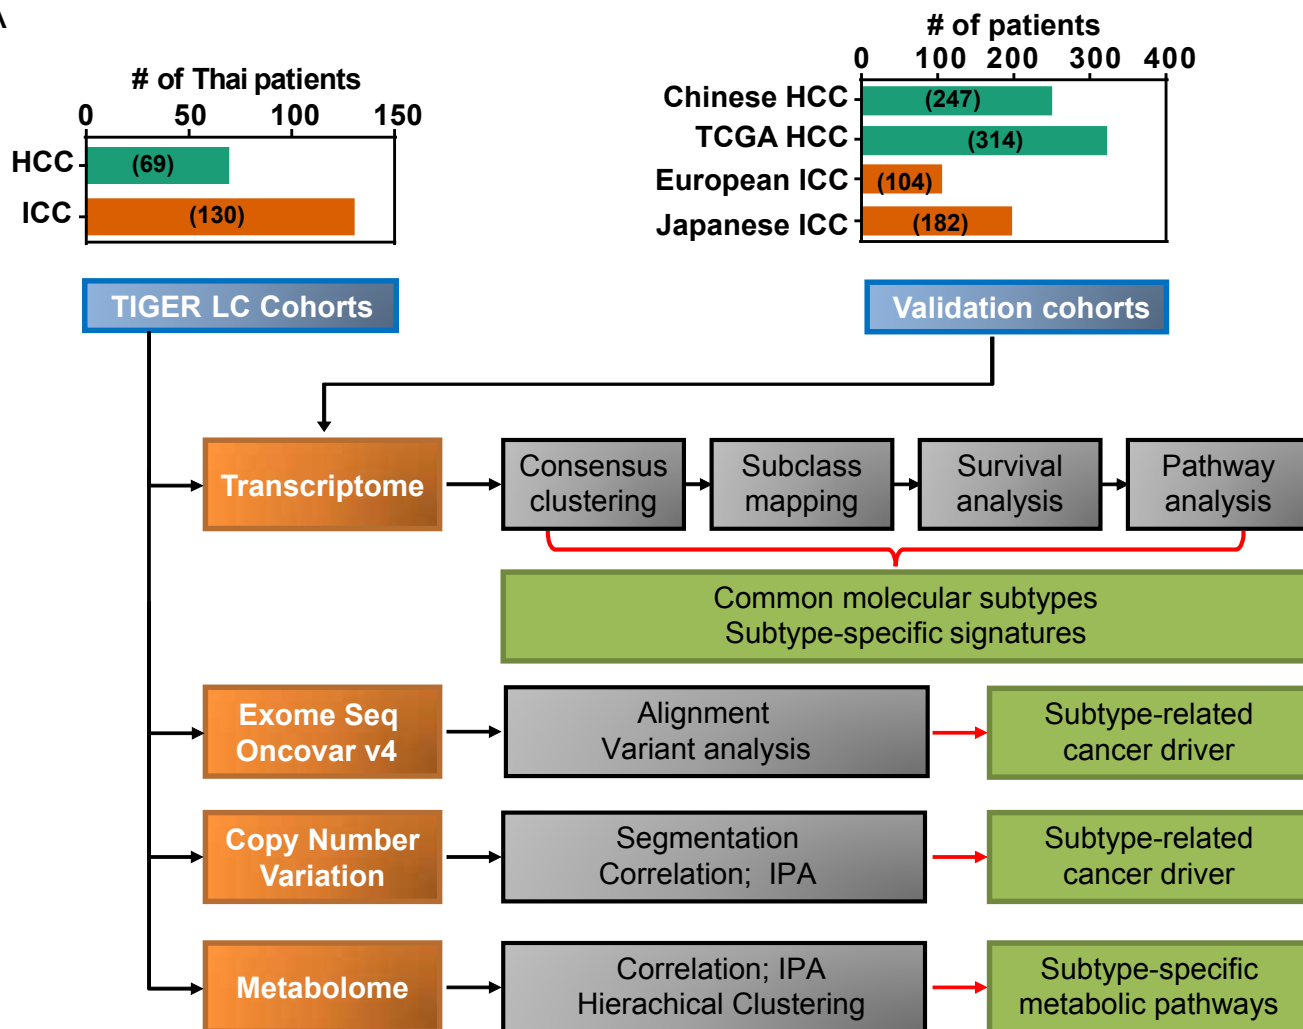 # of Thai patients
0 50 100 150
HCC (69)
ICC (130)
# of patients
0 100 200 300 400
Chinese HCC (247)
TCGA HCC (314)
European ICC (104)
Japanese ICC (182)
TIGER LC Cohorts
Validation cohorts
Transcriptome
Consensus
clustering
Subclass
mapping
Survival
analysis
Pathway
analysis
Common molecular subtypes
Subtype-specific signatures
Exome Seq
Oncovar v4
Alignment
Variant analysis
Subtype-related
cancer driver
Copy Number
Variation
Segmentation
Correlation; IPA
Subtype-related
cancer driver
Metabolome
Correlation; IPA
Hierachical Clustering
Subtype-specific
metabolic pathways